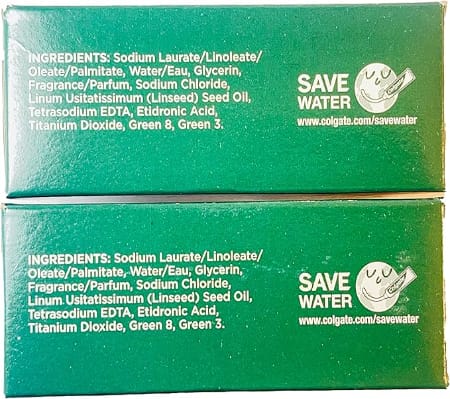 INGREDIENTS: Sodium Laurate/Linoleate/
Oleate/Palmitate, Water/Eau, Glycerin,
Fragrance/Parfum, Sodium Chloride,
Linum Usitatissimum (Linseed) Seed Oil,
Tetrasodium EDTA, Etidronic Acid,
Titanium Dioxide, Green 8, Green 3.
SAVE
WATER
www.colgate.com/savewater
INGREDIENTS: Sodium Laurate/Linoleate/
Oleate/Palmitate, Water/Eau, Glycerin,
Fragrance/Parfum, Sodium Chloride,
Linum Usitatissimum (Linseed) Seed Oil,
Tetrasodium EDTA, Etidronic Acid,
Titanium Dioxide, Green 8, Green 3.
SAVE
WATER
www.colgate.com/savewater